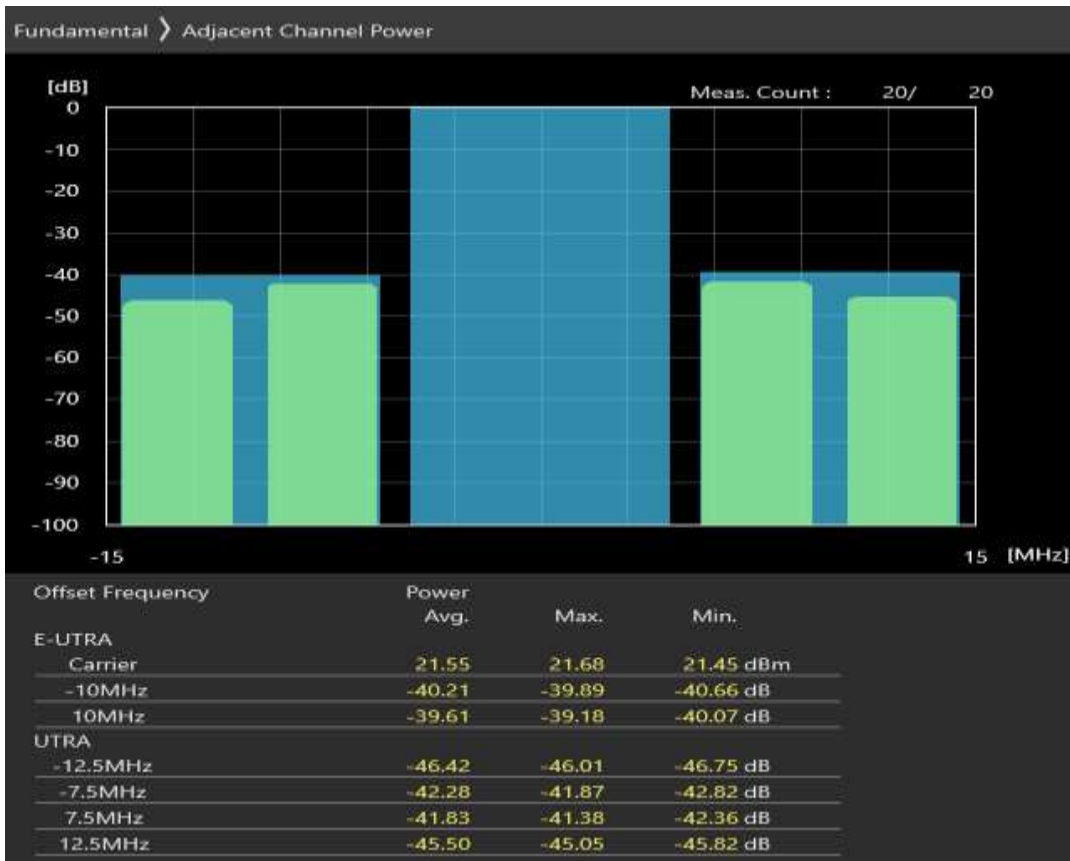 Fundamental 〉 Adjacent Channel Power
[dB]
Meas. Count : 20/ 20
0
-10
-20
-30
-40
-50
-60
-70
-80
-90
-100
-15 15 [MHz]
Offset Frequency Power
Avg. Max. Min.
E-UTRA
Carrier 21.55 21.68 21.45 dBm
-10MHz -40.21 -39.89 -40.66 dB
10MHz -39.61 -39.18 -40.07 dB
UTRA
-12.5MHz -46.42 -46.01 -46.75 dB
-7.5MHz -42.28 -41.87 -42.82 dB
7.5MHz -41.83 -41.38 -42.36 dB
12.5MHz -45.50 -45.05 -45.82 dB